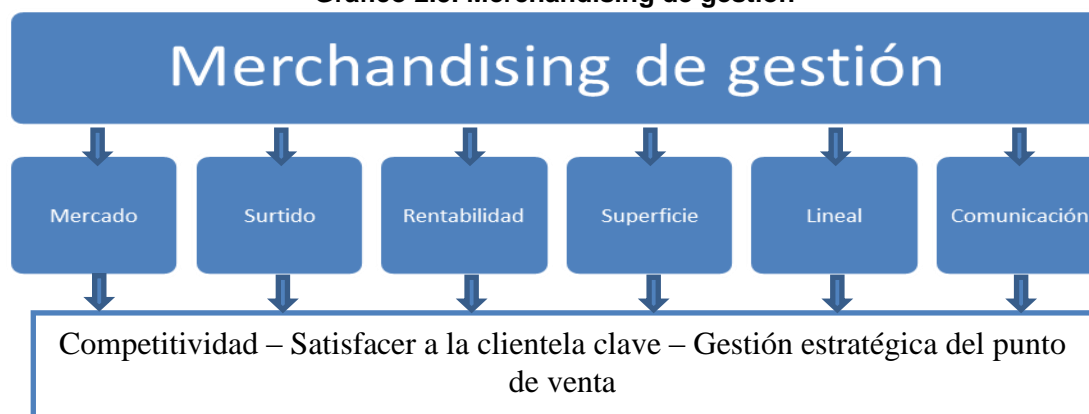 Merchandising de gestión
Mercado
Surtido
Rentabilidad
Superficie
Lineal
Comunicación
Competitividad – Satisfacer a la clientela clave – Gestión estratégica del punto
de venta